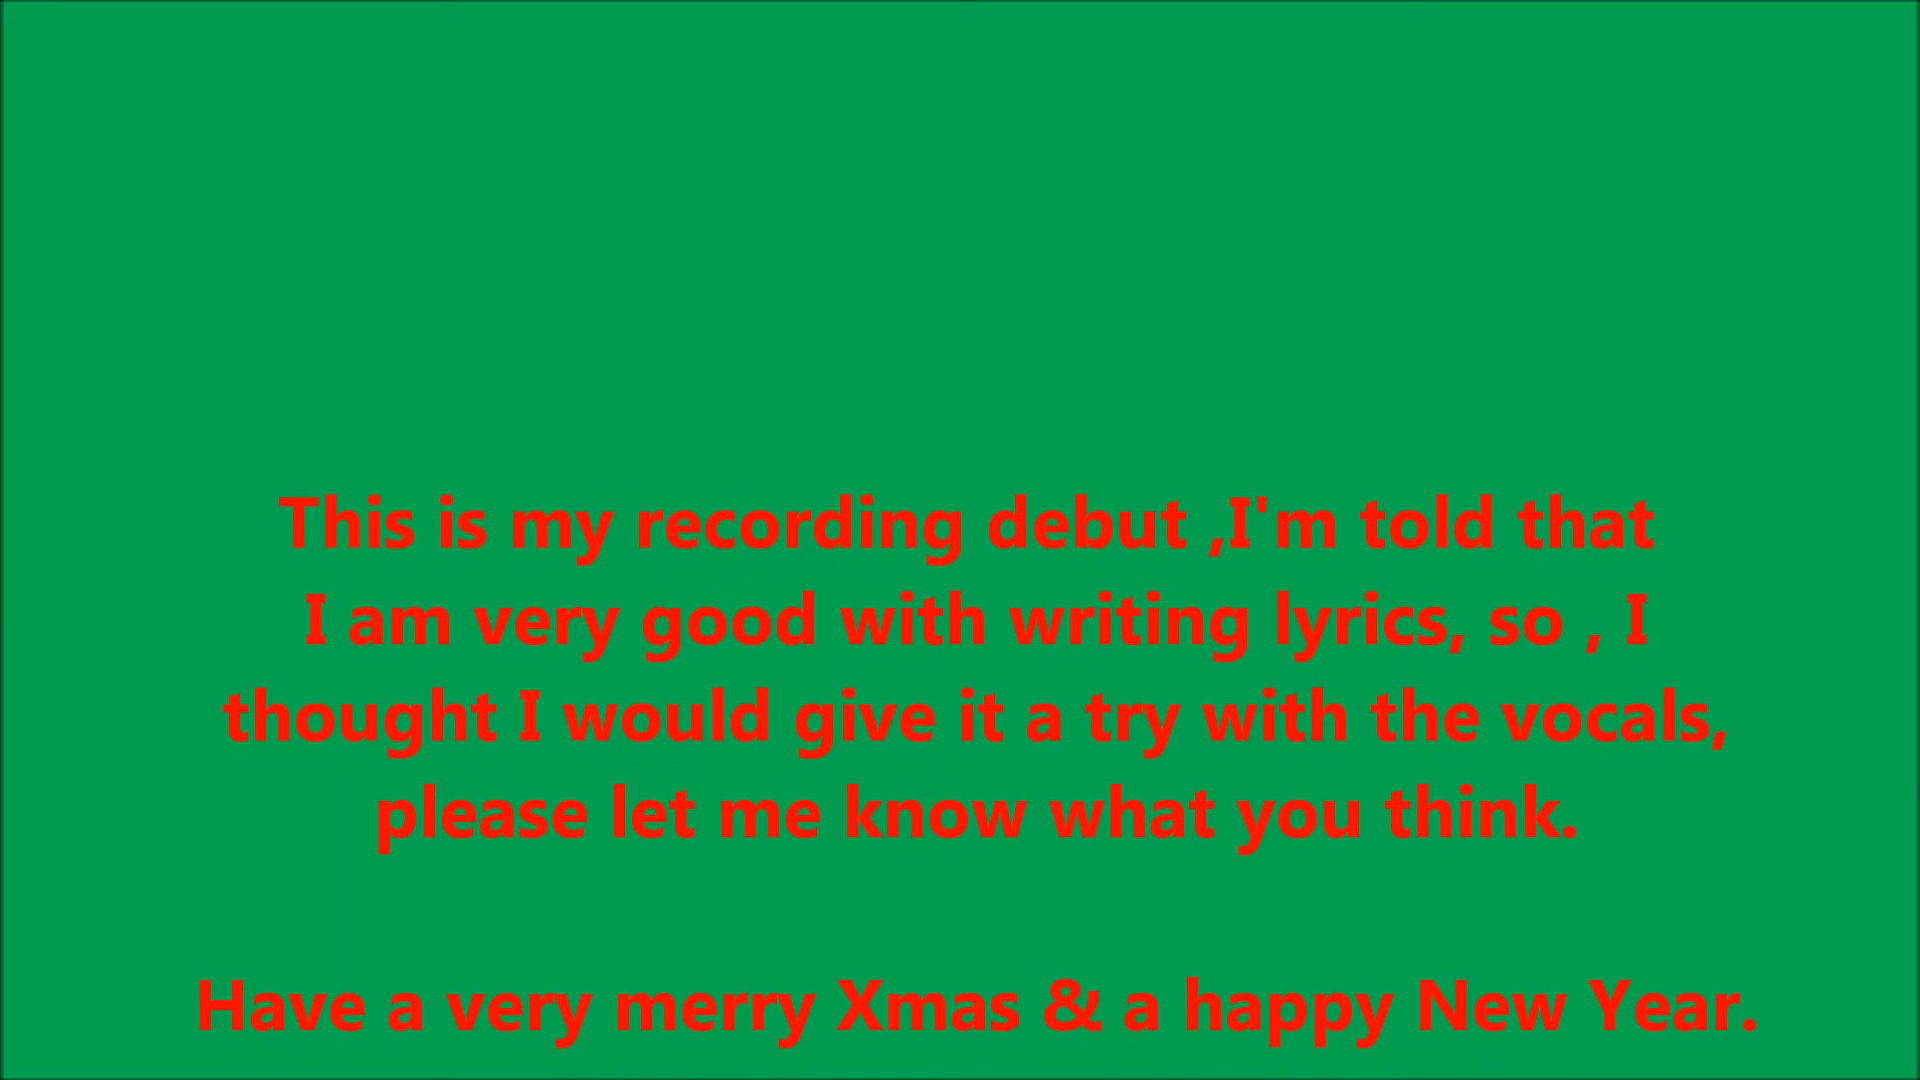 This is my recording debut ,I'm told that
I am very good with writing lyrics, so , I
thought I would give it a try with the vocals,
please let me know what you think.
Have a very merry Xmas & a happy New Year.